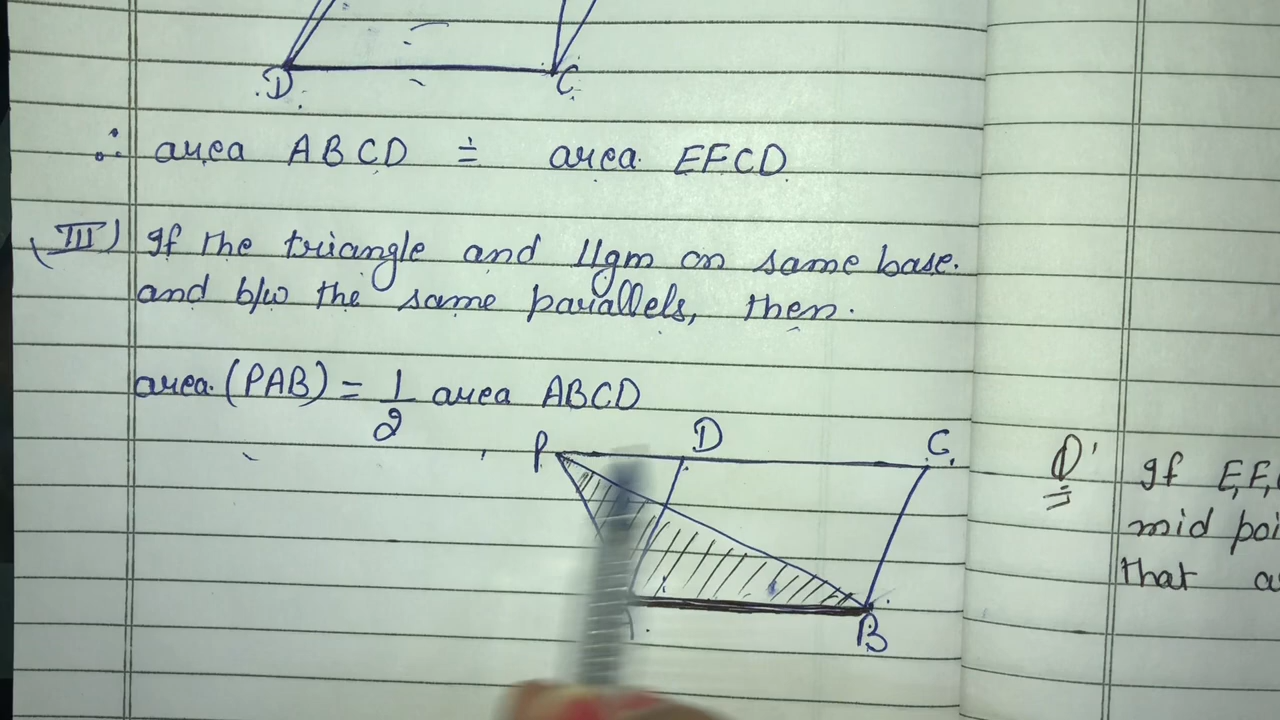 D
C
∴ area ABCD = area EFCD
(III) If the triangle and ||gm on same base.
and b/w the same parallels, then.
area (PAB) = 1/2 area ABCD
P D C
B
Q' If E,F,
mid poi
that a